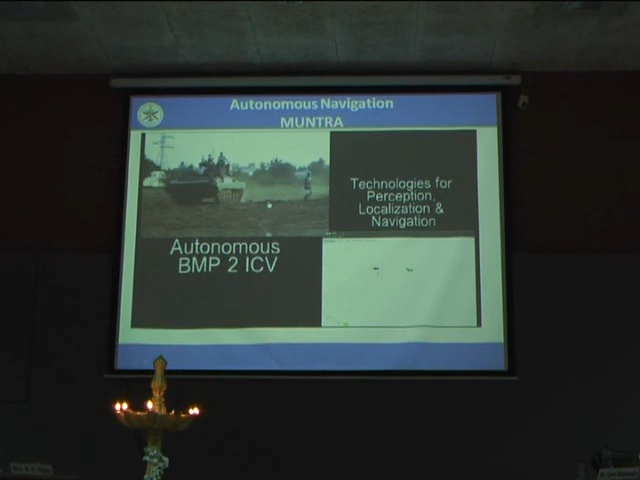 Autonomous Navigation
MUNTRA
Technologies for
Perception,
Localization &
Navigation
Autonomous
BMP 2 ICV